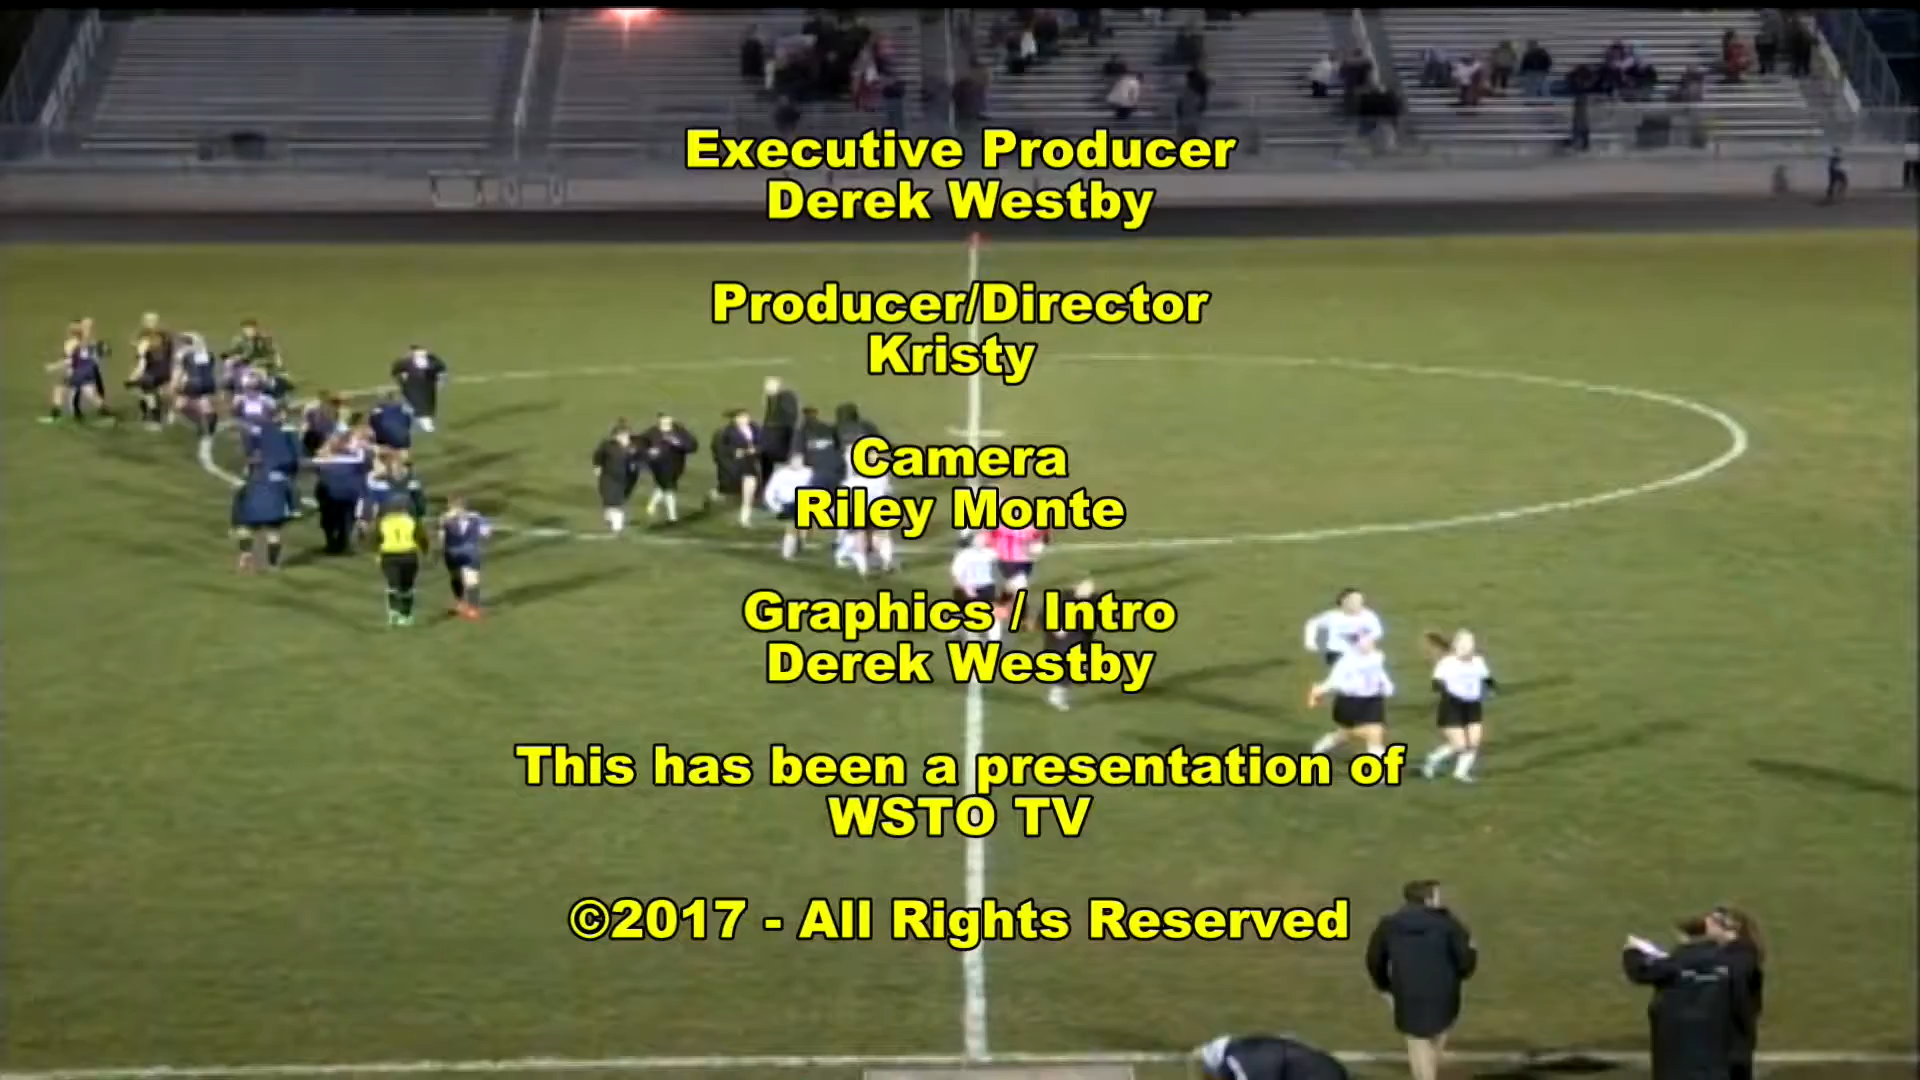 Executive Producer
Derek Westby
Producer/Director
Kristy
Camera
Riley Monte
Graphics / Intro
Derek Westby
This has been a presentation of
WSTO TV
©2017 - All Rights Reserved